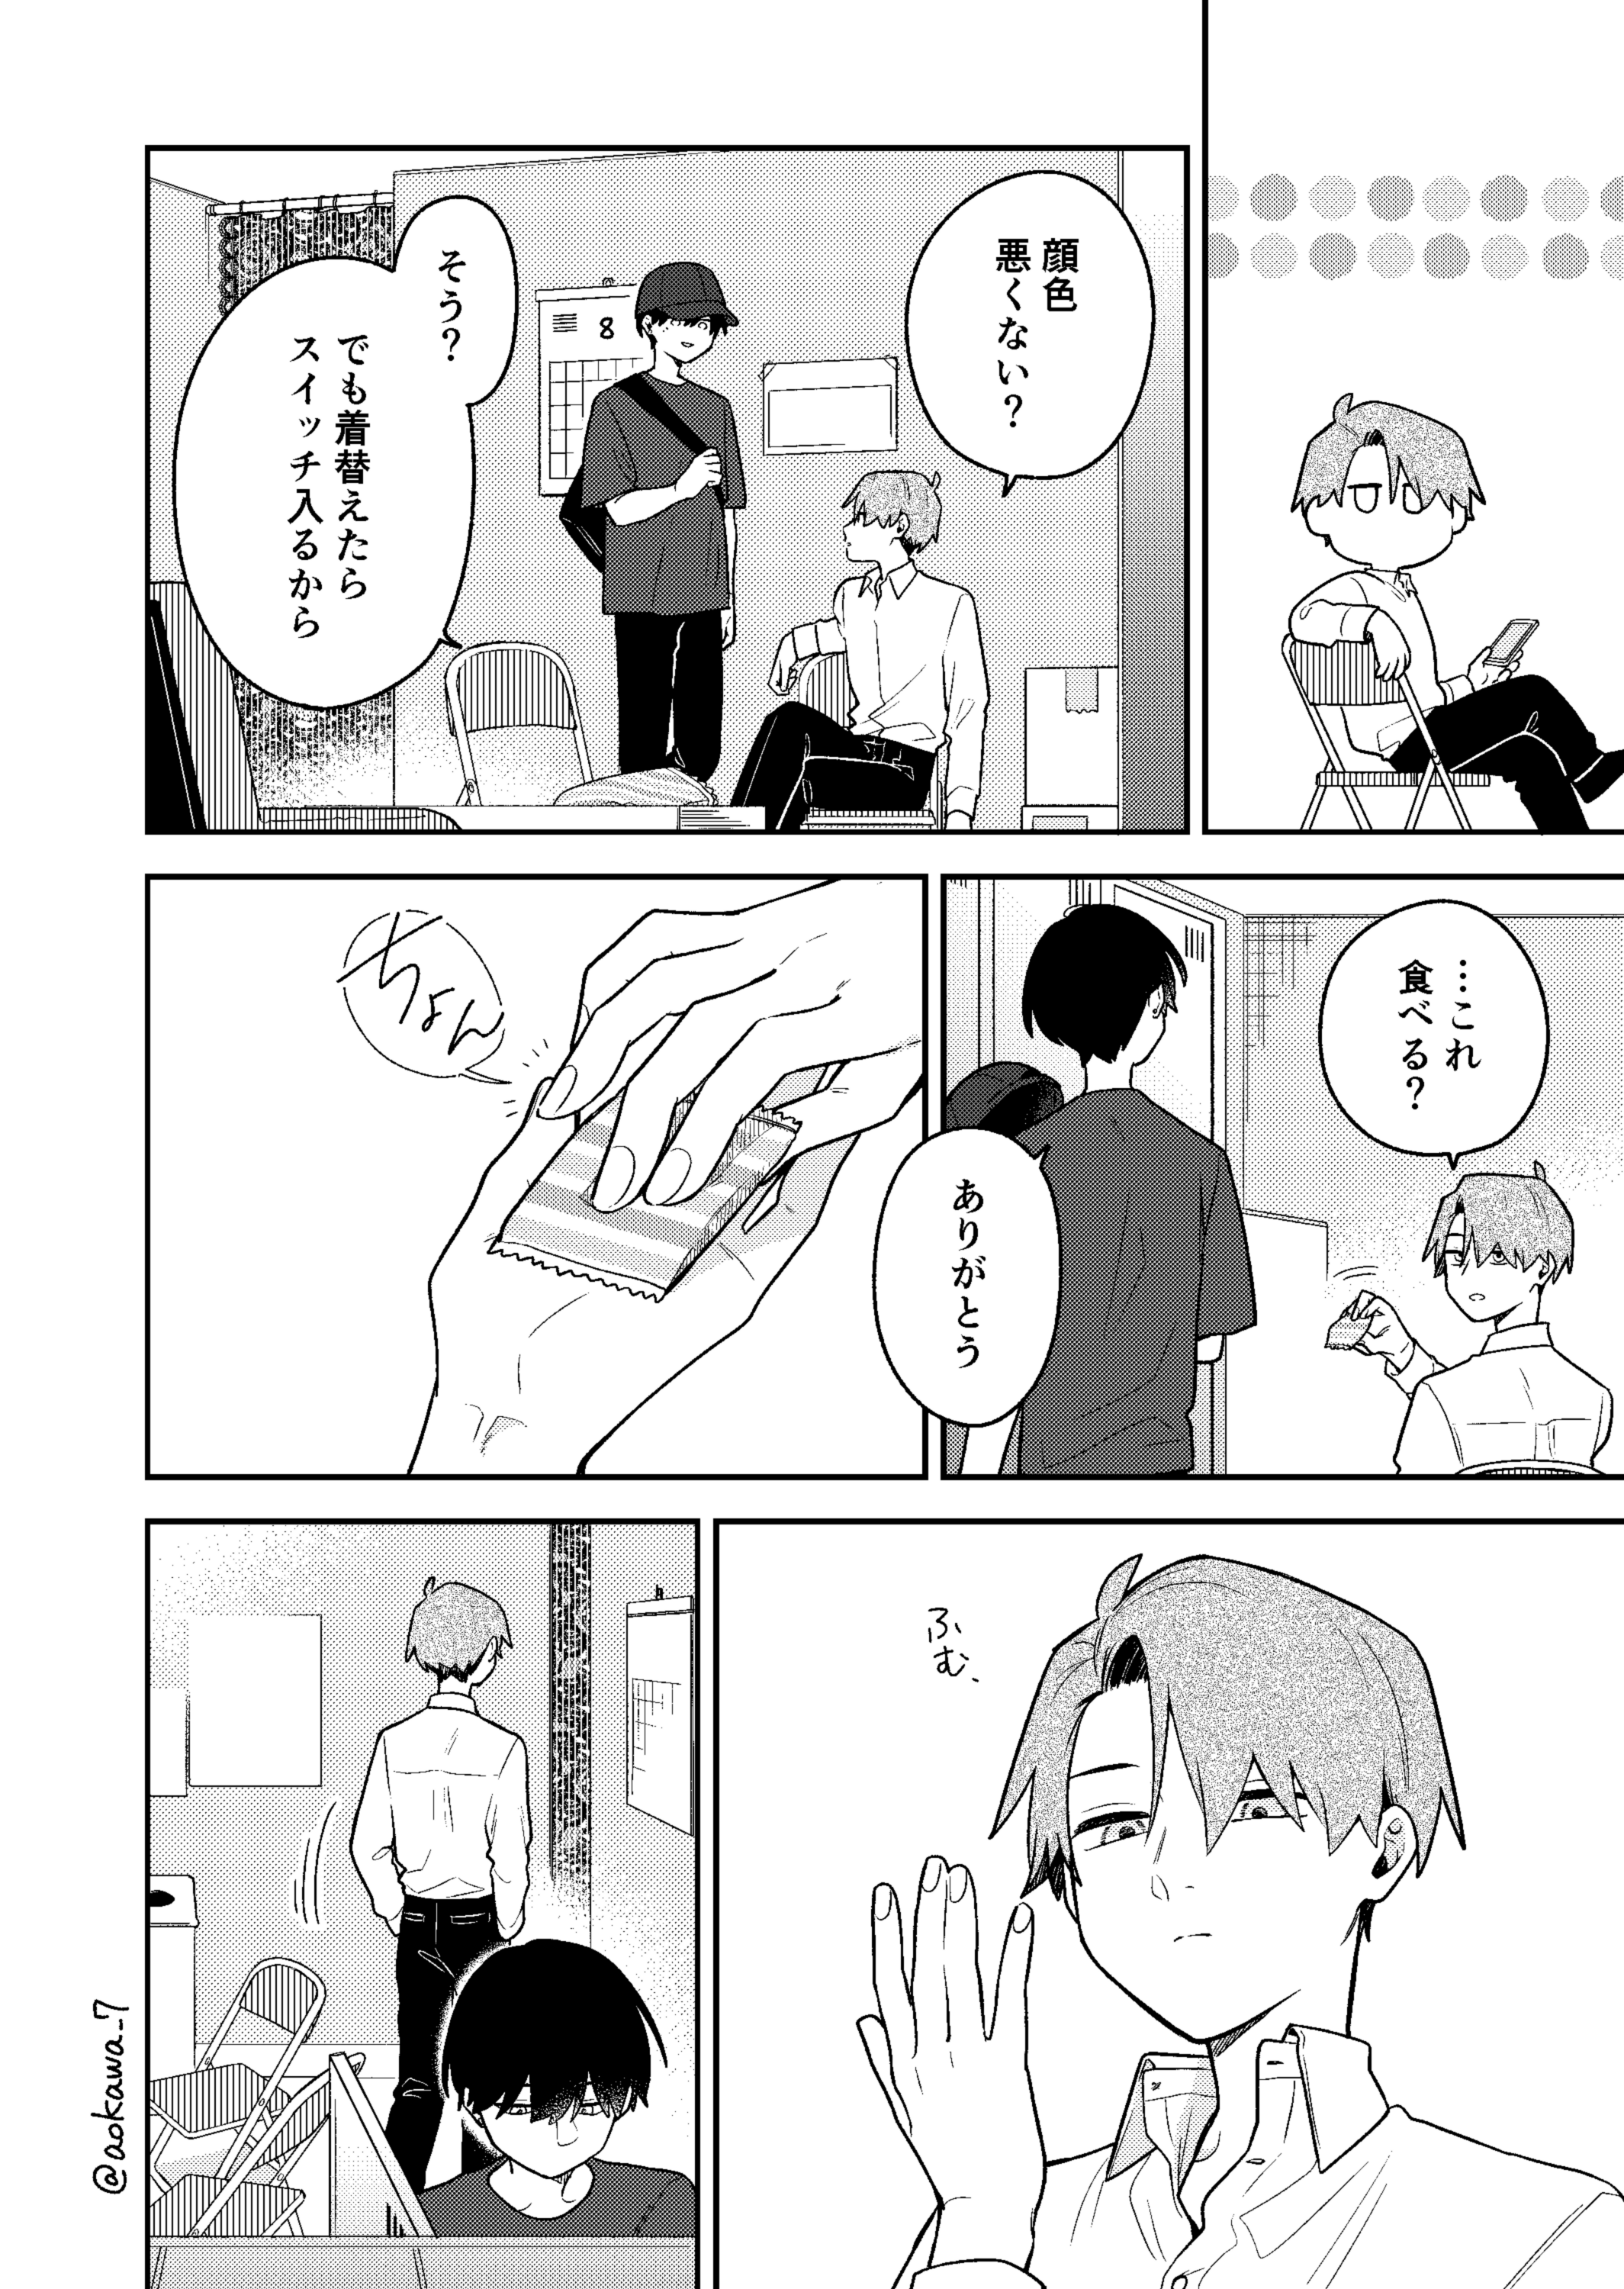 顔色
悪くない？
そう？
でも着替えたら
スイッチ入るから
8
…これ
食べる？
ありがとう
ちょん
ふむ、
@aokawa_7